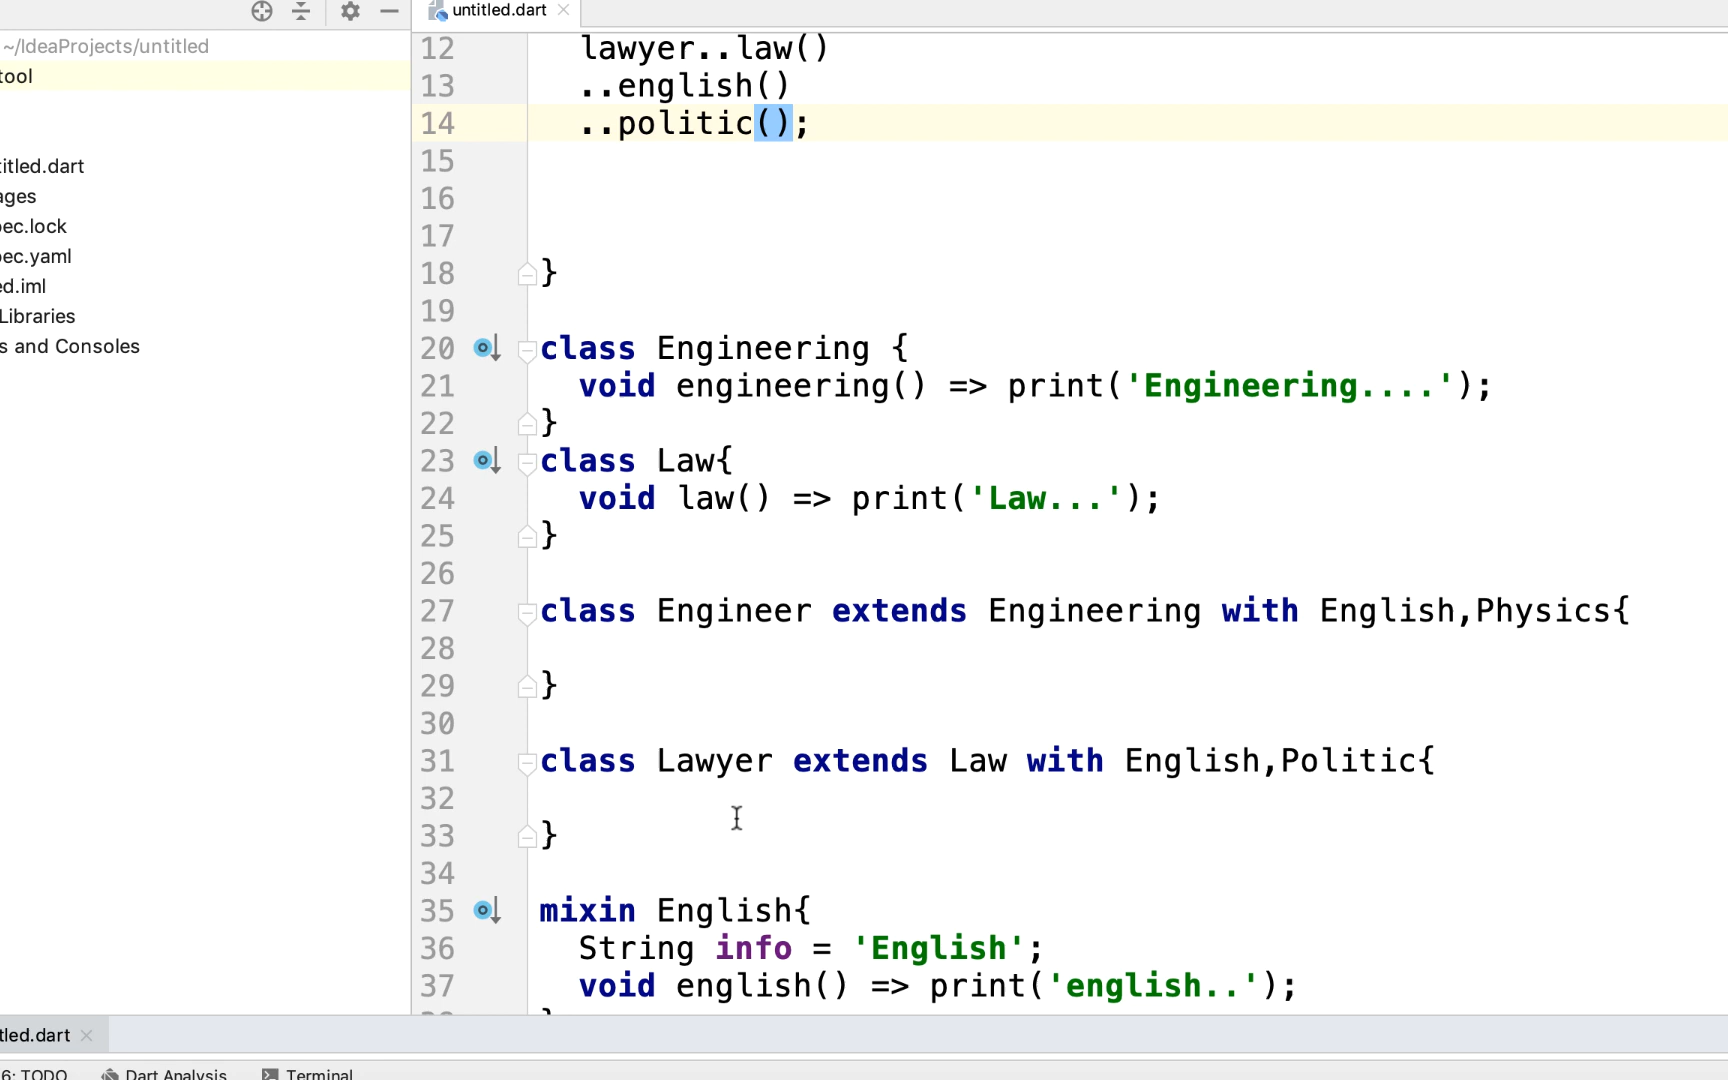 untitled.dart
~/IdeaProjects/untitled
tool
titled.dart
ages
ec.lock
ec.yaml
ed.iml
Libraries
s and Consoles
12 lawyer..law()
13 ..english()
14 ..politic();
15
16
17
18 }
19
20 class Engineering {
21 void engineering() => print('Engineering....');
22 }
23 class Law{
24 void law() => print('Law...');
25 }
26
27 class Engineer extends Engineering with English,Physics{
28
29 }
30
31 class Lawyer extends Law with English,Politic{
32
33 }
34
35 mixin English{
36 String info = 'English';
37 void english() => print('english..');
tled.dart
6: TODO Dart Analysis Terminal